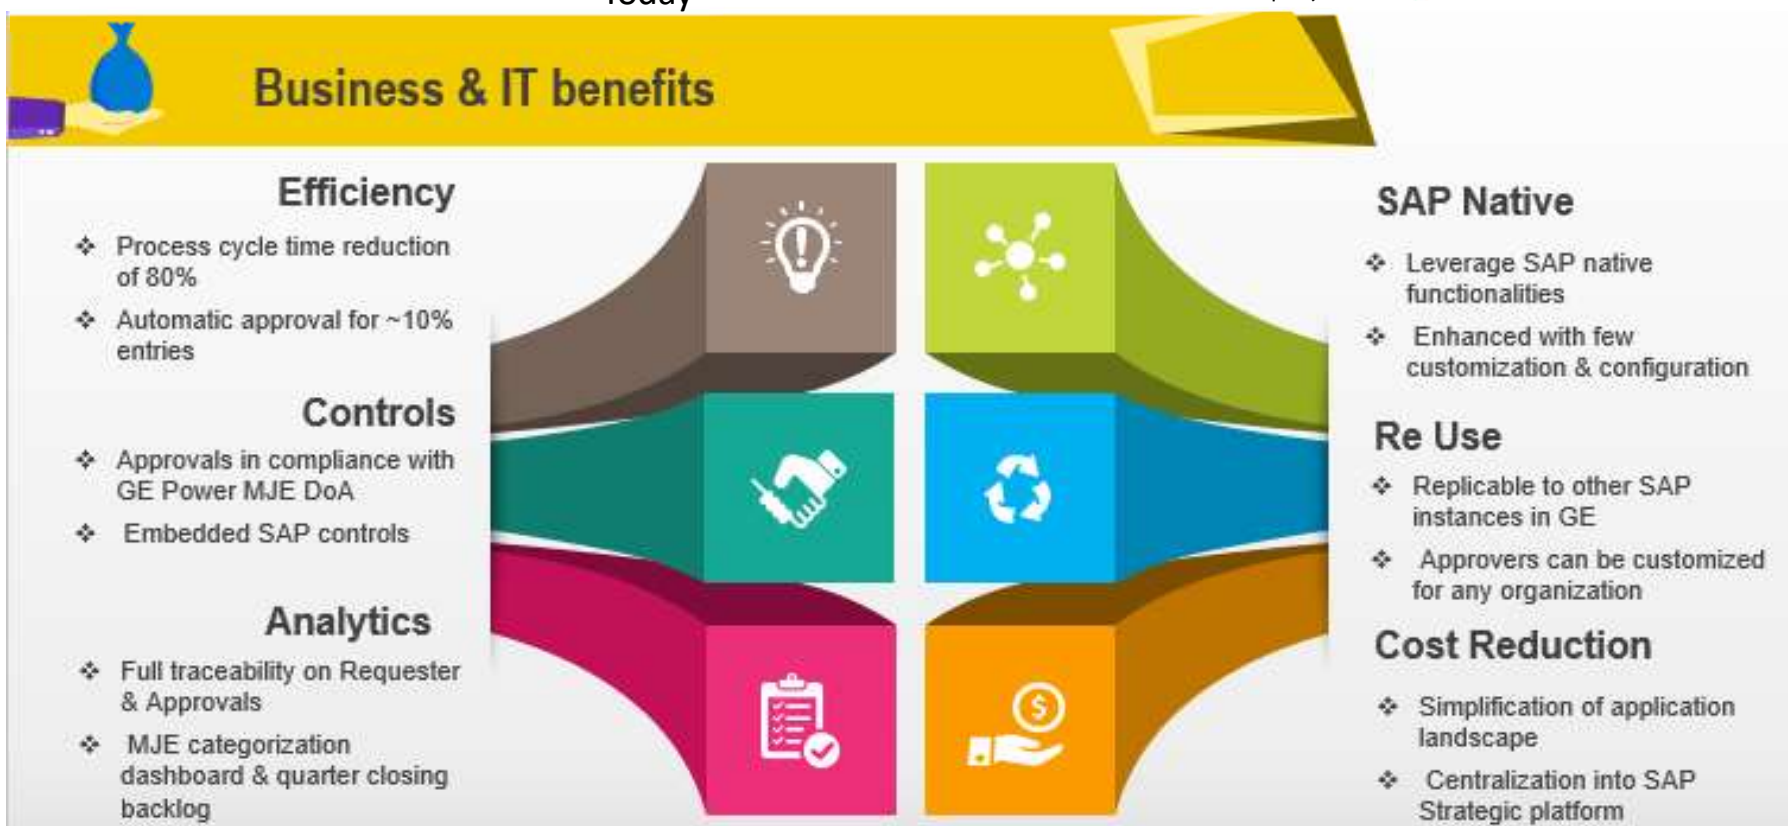 Today
Business & IT benefits
Efficiency
❖ Process cycle time reduction
of 80%
❖ Automatic approval for ~10%
entries
Controls
❖ Approvals in compliance with
GE Power MJE DoA
❖ Embedded SAP controls
Analytics
❖ Full traceability on Requester
& Approvals
❖ MJE categorization
dashboard & quarter closing
backlog
SAP Native
❖ Leverage SAP native
functionalities
❖ Enhanced with few
customization & configuration
Re Use
❖ Replicable to other SAP
instances in GE
❖ Approvers can be customized
for any organization
Cost Reduction
❖ Simplification of application
landscape
❖ Centralization into SAP
Strategic platform